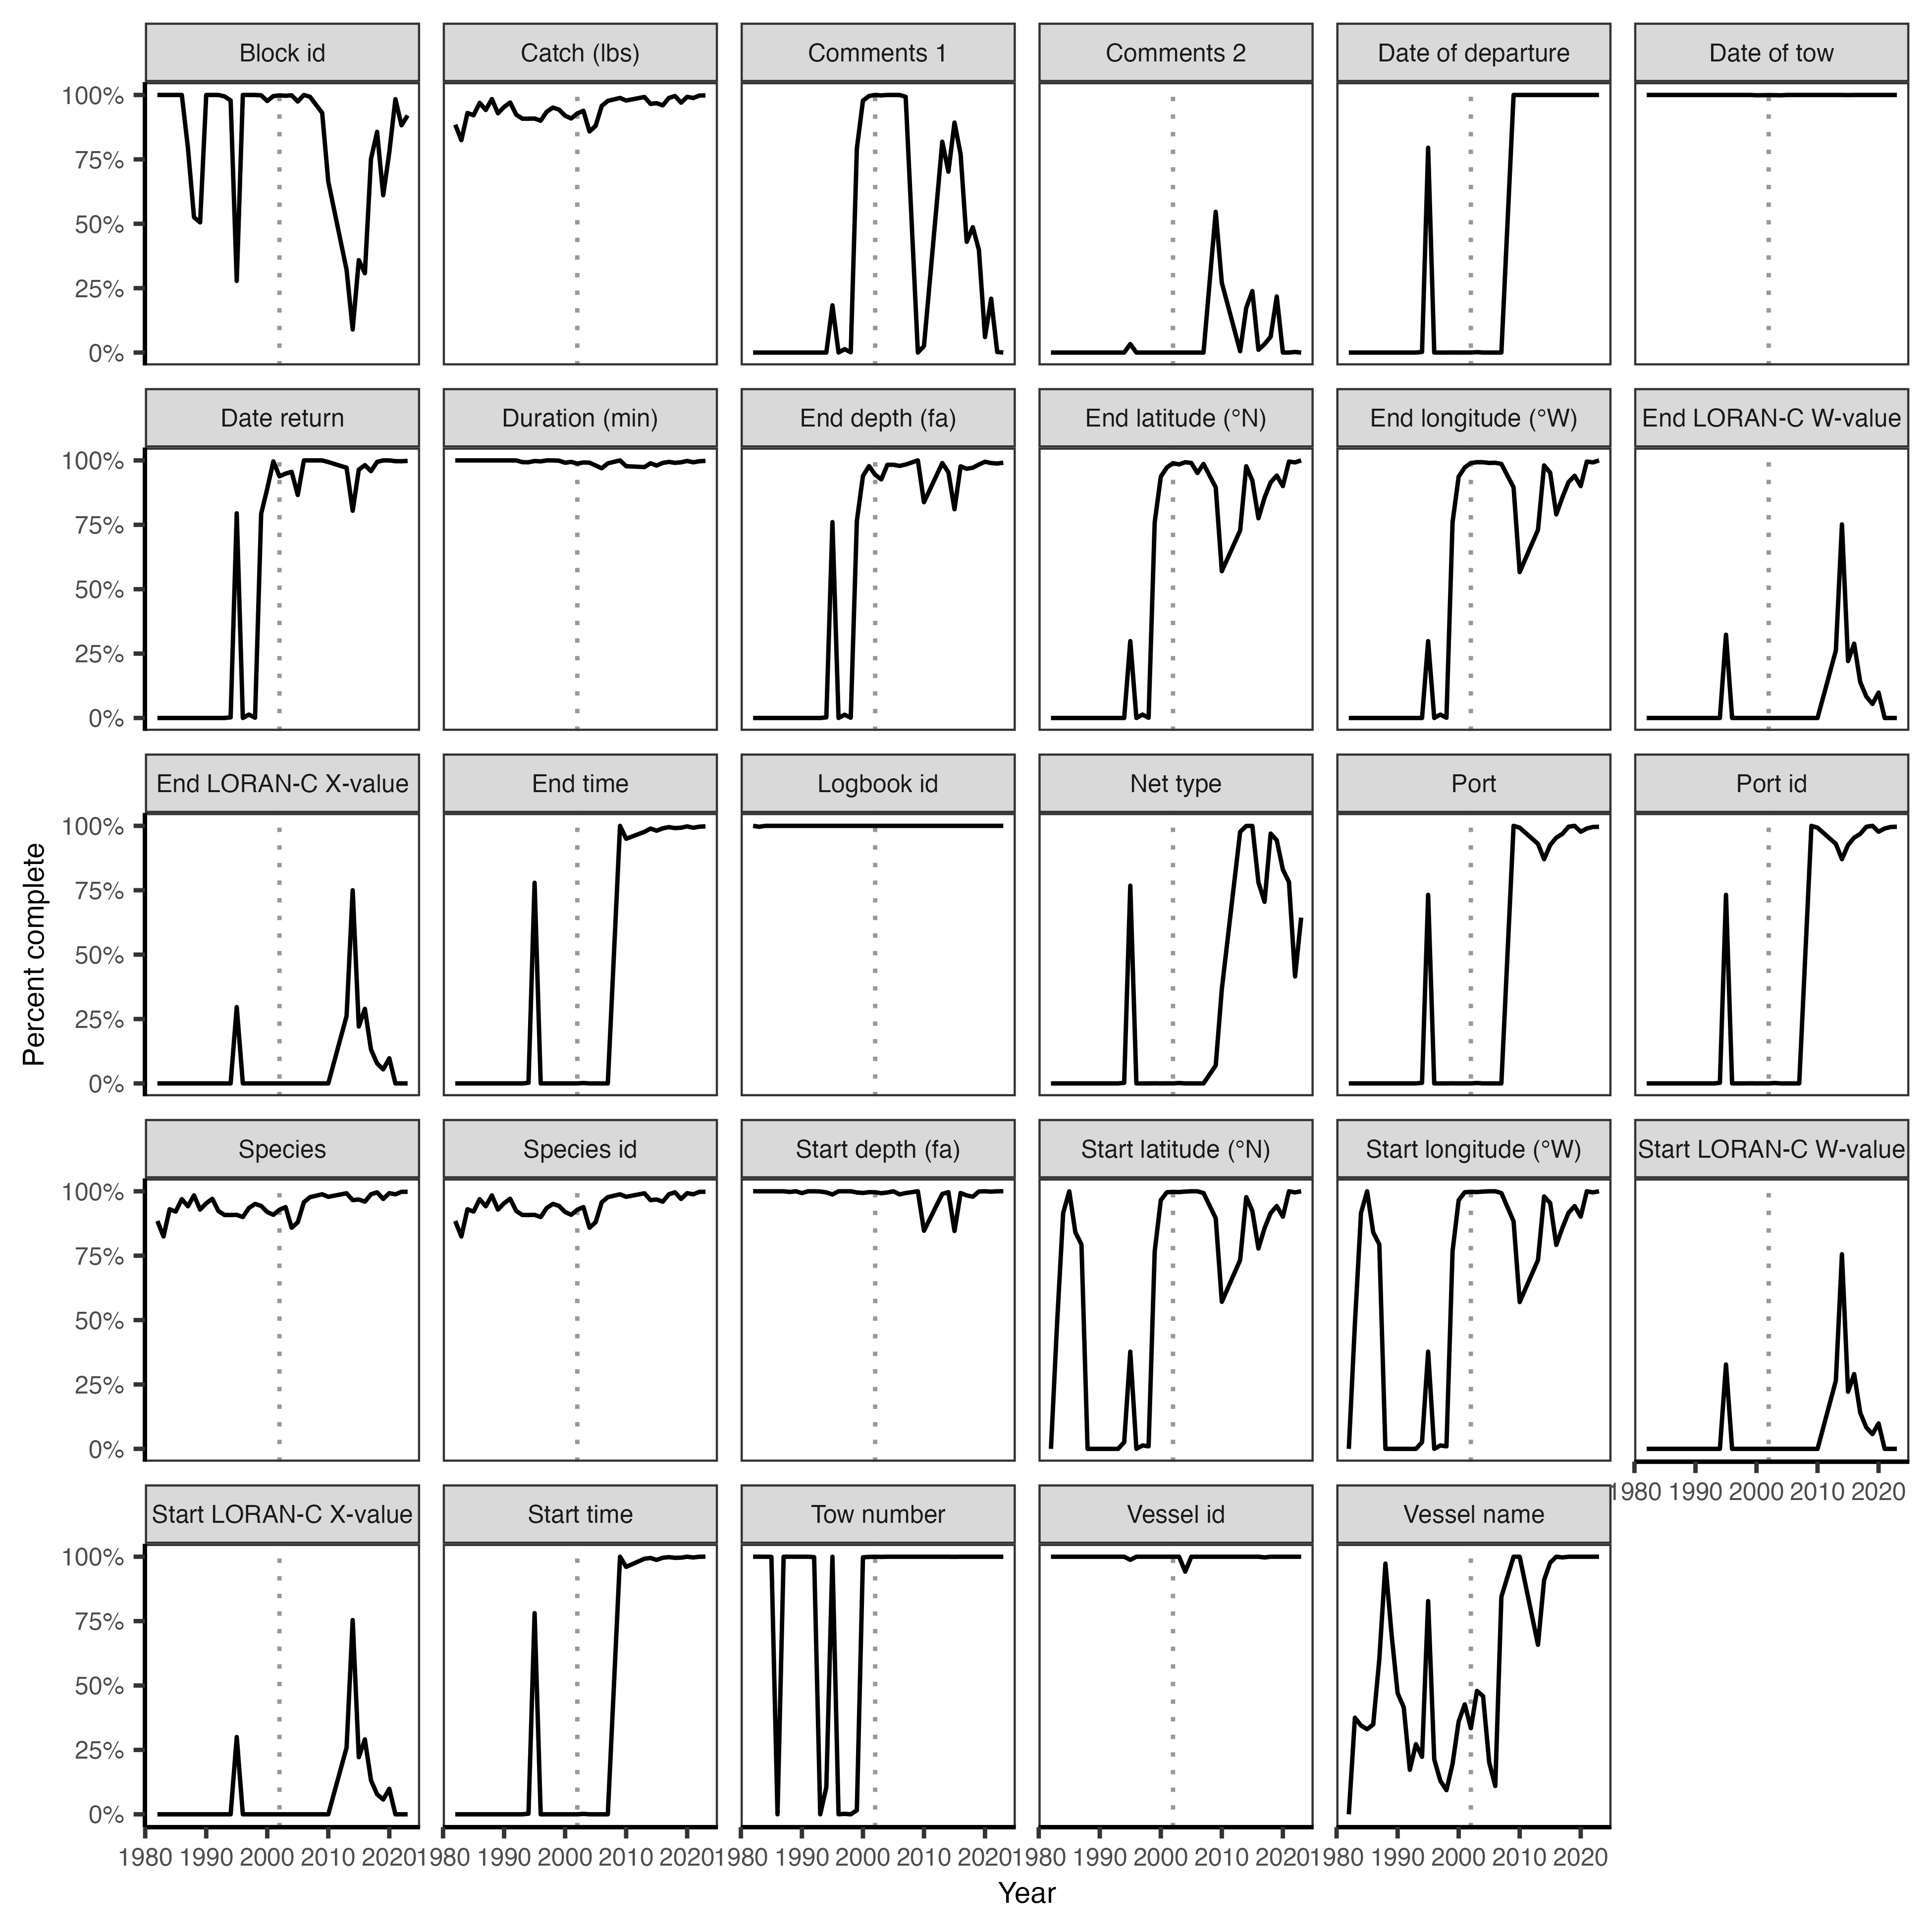 Block id
Catch (lbs)
Comments 1
Comments 2
Date of departure
Date of tow
100%
75%
50%
25%
0%
Date return
Duration (min)
End depth (fa)
End latitude (°N)
End longitude (°W)
End LORAN-C W-value
100%
75%
50%
25%
0%
End LORAN-C X-value
End time
Logbook id
Net type
Port
Port id
100%
75%
50%
25%
0%
Percent complete
Species
Species id
Start depth (fa)
Start latitude (°N)
Start longitude (°W)
Start LORAN-C W-value
100%
75%
50%
25%
0%
1980 1990 2000 2010 2020
Start LORAN-C X-value
Start time
Tow number
Vessel id
Vessel name
100%
75%
50%
25%
0%
1980 1990 2000 2010 2020
1980 1990 2000 2010 2020
1980 1990 2000 2010 2020
1980 1990 2000 2010 2020
1980 1990 2000 2010 2020
Year